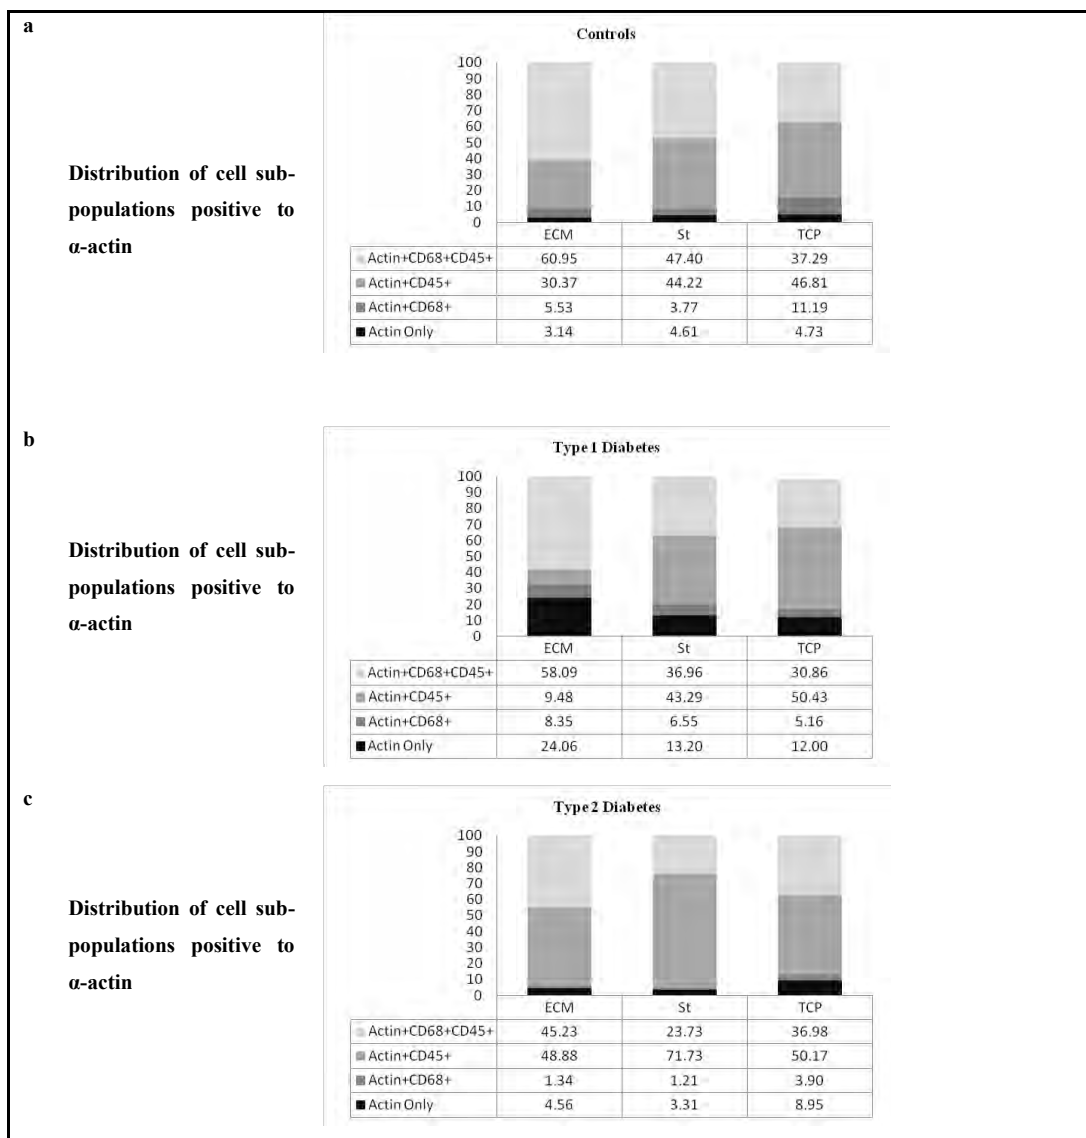 a
Controls
Distribution of cell sub-
populations positive to
α-actin
100
90
80
70
60
50
40
30
20
10
0
ECM St TCP
Actin+CD68+CD45+ 60.95 47.40 37.29
Actin+CD45+ 30.37 44.22 46.81
Actin+CD68+ 5.53 3.77 11.19
Actin Only 3.14 4.61 4.73
b
Type 1 Diabetes
Distribution of cell sub-
populations positive to
α-actin
100
90
80
70
60
50
40
30
20
10
0
ECM St TCP
Actin+CD68+CD45+ 58.09 36.96 30.86
Actin+CD45+ 9.48 43.29 50.43
Actin+CD68+ 8.35 6.55 5.16
Actin Only 24.06 13.20 12.00
c
Type 2 Diabetes
Distribution of cell sub-
populations positive to
α-actin
100
90
80
70
60
50
40
30
20
10
0
ECM St TCP
Actin+CD68+CD45+ 45.23 23.73 36.98
Actin+CD45+ 48.88 71.73 50.17
Actin+CD68+ 1.34 1.21 3.90
Actin Only 4.56 3.31 8.95